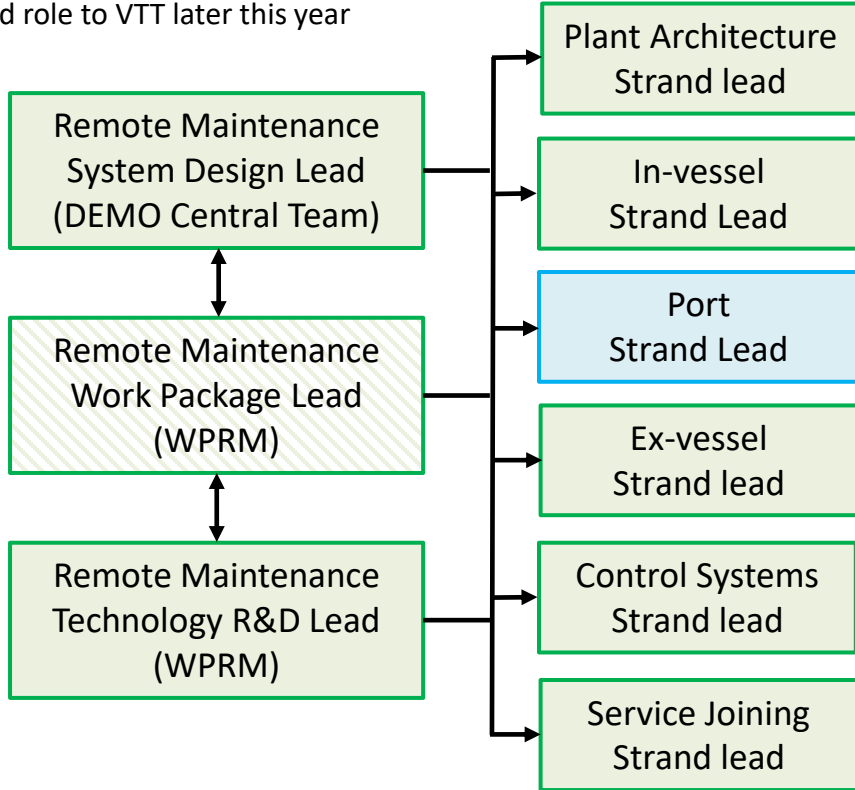 d role to VTT later this year
Remote Maintenance
System Design Lead
(DEMO Central Team)
Remote Maintenance
Work Package Lead
(WPRM)
Remote Maintenance
Technology R&D Lead
(WPRM)
Plant Architecture
Strand lead
In-vessel
Strand Lead
Port
Strand Lead
Ex-vessel
Strand lead
Control Systems
Strand lead
Service Joining
Strand lead